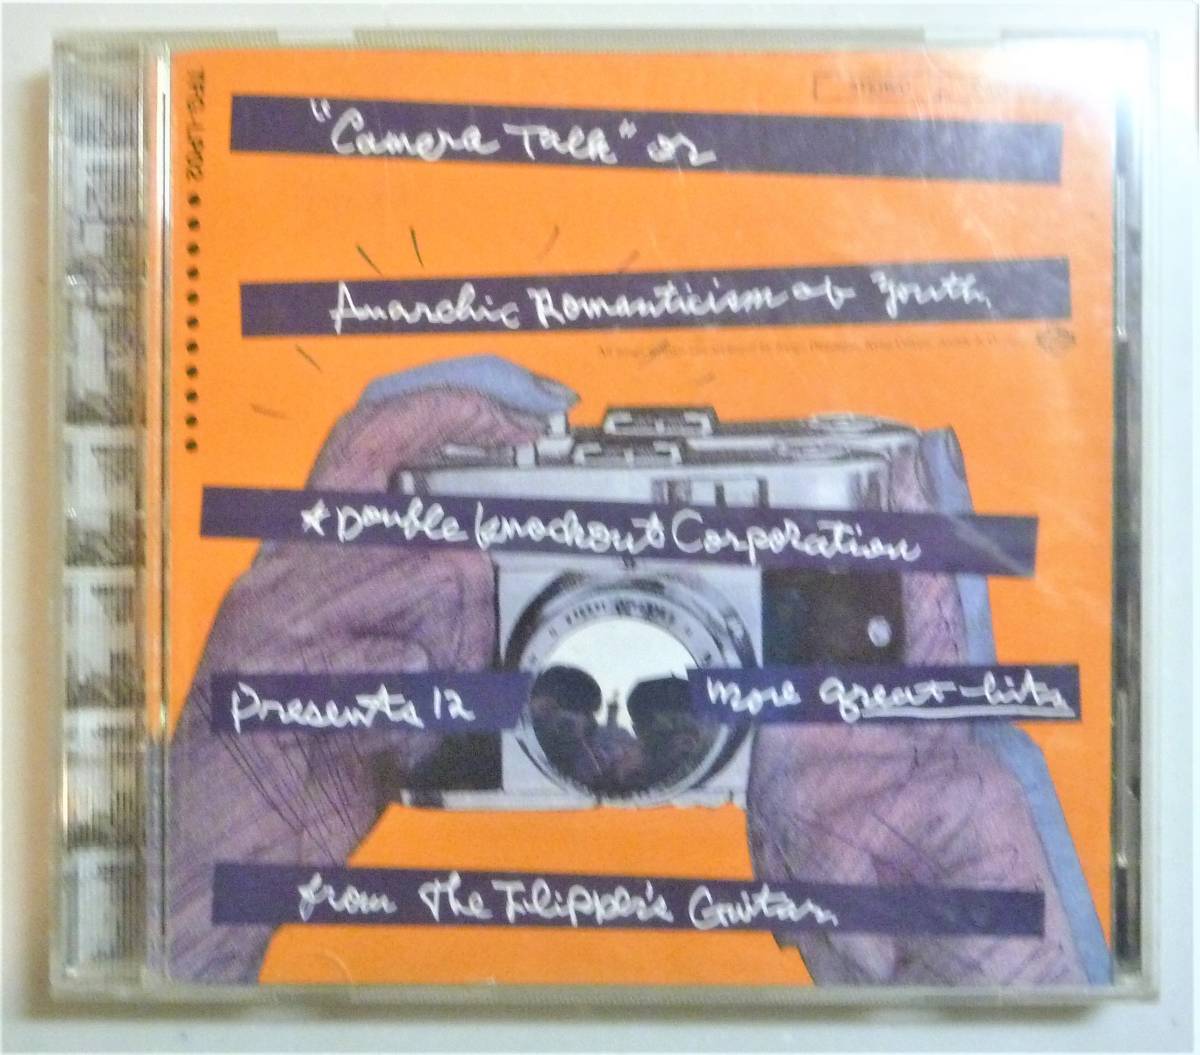 "Camera Talk" or
Anarchic Romanticism of Youth,
★ Double Knockout Corporation
Presents 12 more great hits
from The Flipper's Guitar,